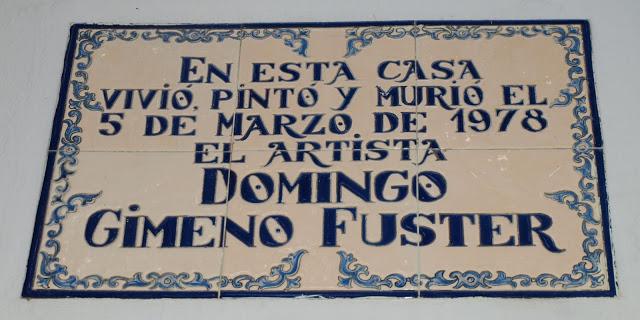 EN ESTA CASA
VIVIÓ, PINTÓ Y MURIÓ EL
5 DE MARZO DE 1978
EL ARTISTA
DOMINGO
GIMENO FUSTER